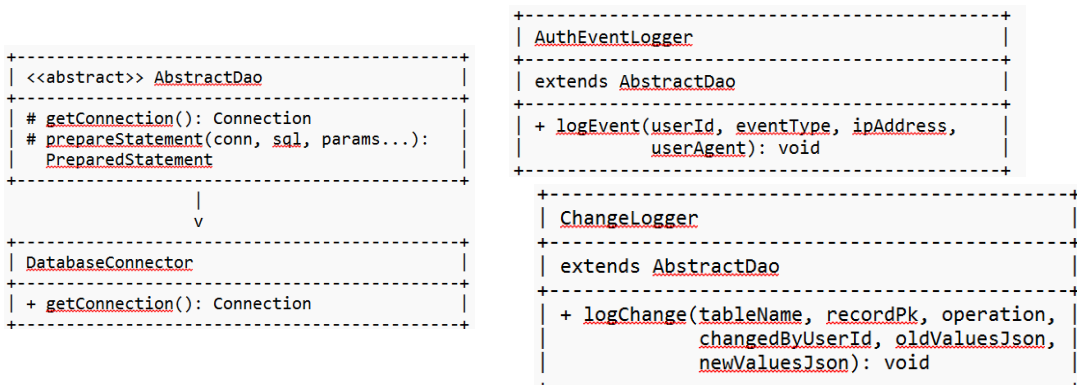 <<abstract>> AbstractDao
# getConnection(): Connection
# prepareStatement(conn, sql, params...):
PreparedStatement
|
v
DatabaseConnector
+ getConnection(): Connection
AuthEventLogger
extends AbstractDao
+ logEvent(userId, eventType, ipAddress,
userAgent): void
ChangeLogger
extends AbstractDao
+ logChange(tableName, recordPk, operation,
changedByUserId, oldValuesJson,
newValuesJson): void